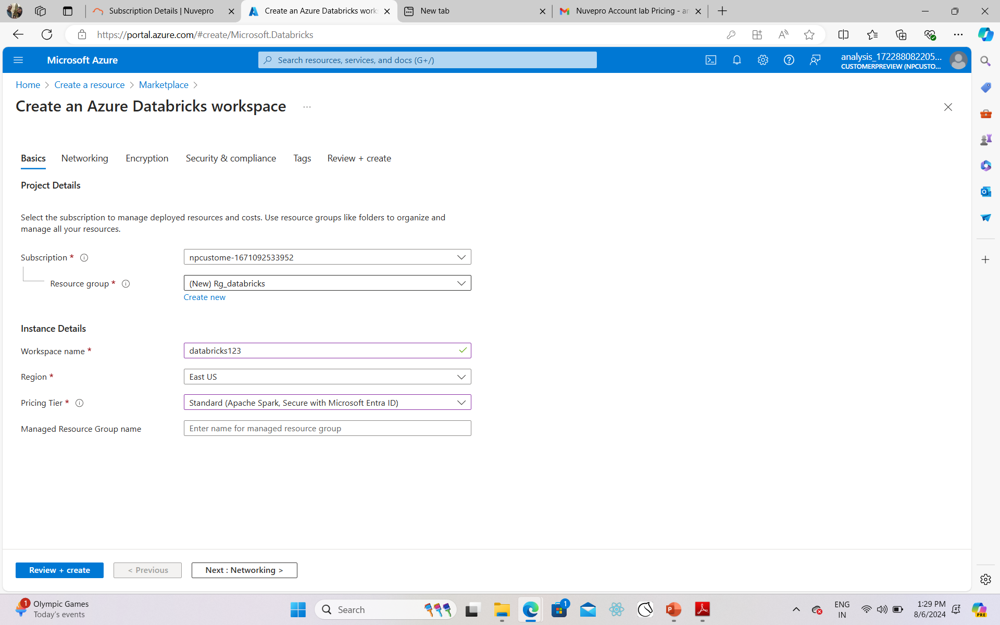 Subscription Details | Nuvepro
Create an Azure Databricks work
New tab
Nuvepro Account lab Pricing - an
https://portal.azure.com/#create/Microsoft.Databricks
Microsoft Azure
Search resources, services, and docs (G+/)
analysis_172288082205...
CUSTOMERPREVIEW (NPCUSTO...
Home > Create a resource > Marketplace >
Create an Azure Databricks workspace ...
Basics Networking Encryption Security & compliance Tags Review + create
Project Details
Select the subscription to manage deployed resources and costs. Use resource groups like folders to organize and
manage all your resources.
Subscription * npcustome-1671092533952
Resource group * (New) Rg_databricks
Create new
Instance Details
Workspace name * databricks123
Region * East US
Pricing Tier * Standard (Apache Spark, Secure with Microsoft Entra ID)
Managed Resource Group name Enter name for managed resource group
Review + create < Previous Next : Networking >
1
Olympic Games
Today's events
Search
1
ENG
IN
1:29 PM
8/6/2024
PRE